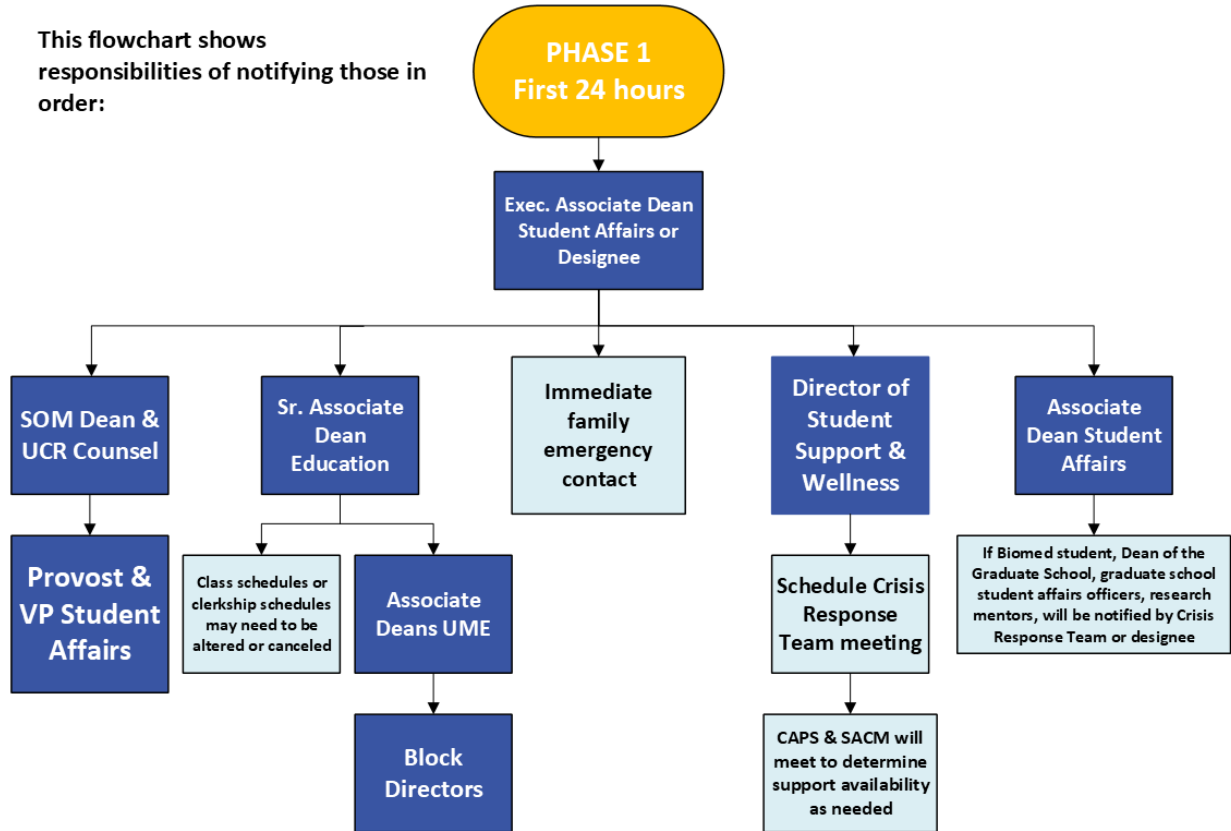 This flowchart shows
responsibilities of notifying those in
order:
PHASE 1
First 24 hours
Exec. Associate Dean
Student Affairs or
Designee
SOM Dean &
UCR Counsel
Sr. Associate
Dean
Education
Immediate
family
emergency
contact
Director of
Student
Support &
Wellness
Associate
Dean Student
Affairs
Provost &
VP Student
Affairs
Class schedules or
clerkship schedules
may need to be
altered or canceled
Associate
Deans UME
Schedule Crisis
Response
Team meeting
If Biomed student, Dean of the
Graduate School, graduate school
student affairs officers, research
mentors, will be notified by Crisis
Response Team or designee
Block
Directors
CAPS & SACM will
meet to determine
support availability
as needed